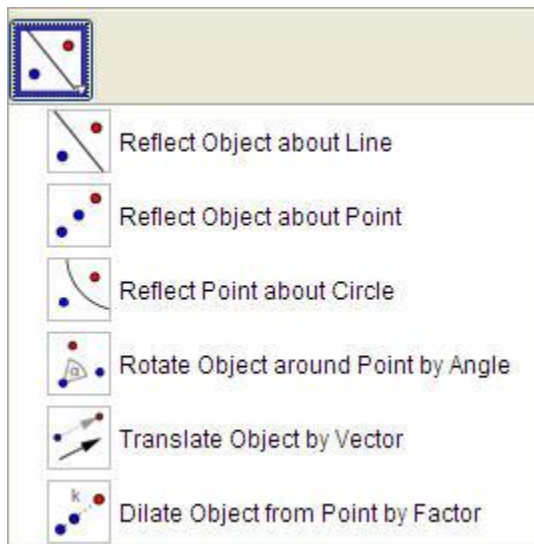 Reflect Object about Line
Reflect Object about Point
Reflect Point about Circle
α
Rotate Object around Point by Angle
Translate Object by Vector
k
Dilate Object from Point by Factor